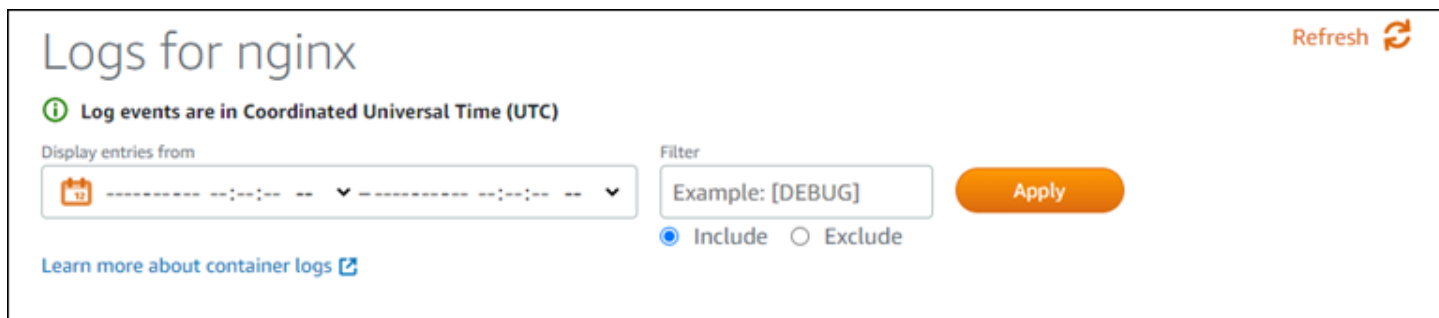 Logs for nginx
Refresh
Log events are in Coordinated Universal Time (UTC)
Display entries from
Filter
12 ---------- --:--:-- -- – ---------- --:--:-- --
Example: [DEBUG]
Apply
Include
Exclude
Learn more about container logs